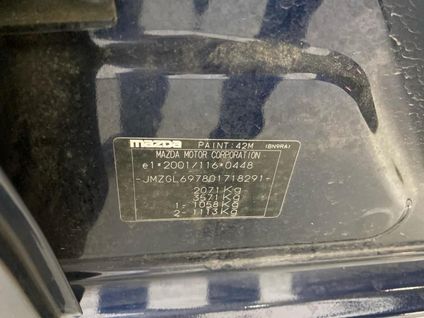 mazda PAINT:42M (BN9RA)
MAZDA MOTOR CORPORATION
e1*2001/116*0448
-JMZGL697801718291-
2071Kg
3571Kg
1- 1058Kg
2- 1113Kg